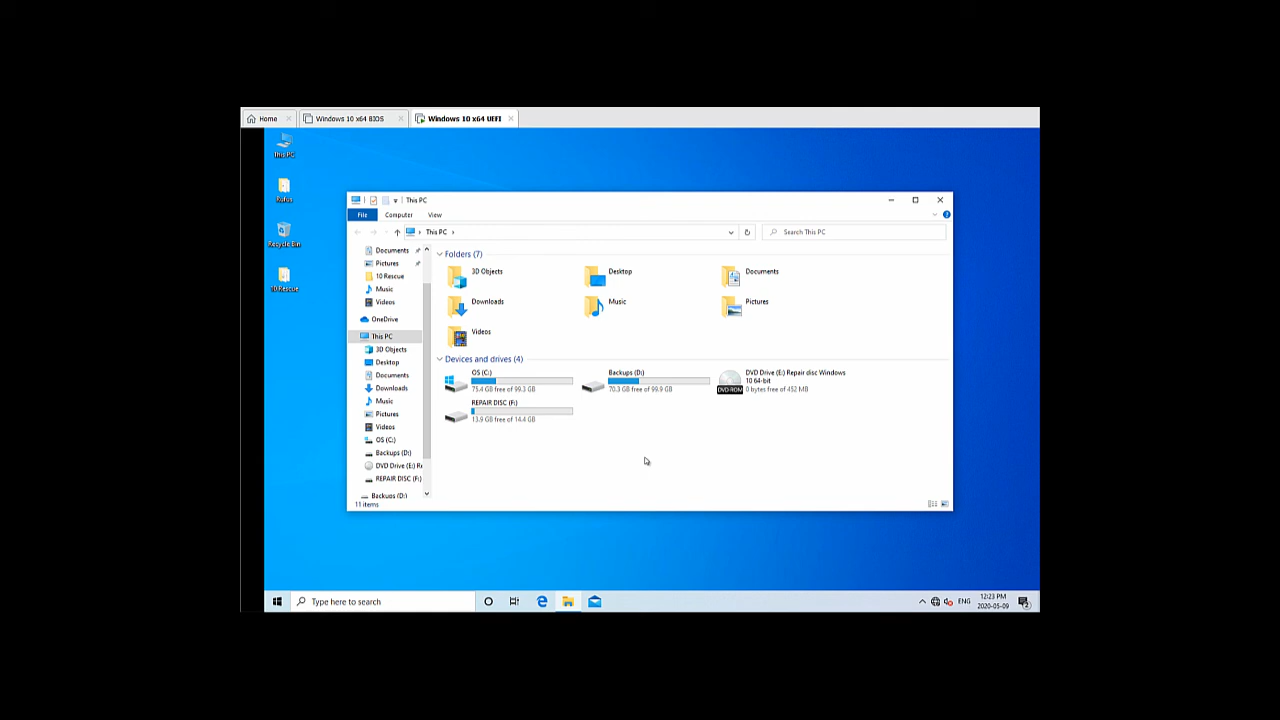 Home
Windows 10 x64 BIOS
Windows 10 x64 UEFI
This PC
Rufus
Recycle Bin
10 Rescue
This PC
File
Computer
View
This PC
Search This PC
Documents
Pictures
10 Rescue
Music
Videos
OneDrive
This PC
3D Objects
Desktop
Documents
Downloads
Music
Pictures
Videos
OS (C:)
Backups (D:)
DVD Drive (E:) Re
REPAIR DISC (F:)
Backups (D:)
11 items
Folders (7)
3D Objects
Desktop
Documents
Downloads
Music
Pictures
Videos
Devices and drives (4)
OS (C:)
75.4 GB free of 99.3 GB
Backups (D:)
70.3 GB free of 99.9 GB
DVD Drive (E:) Repair disc Windows
10 64-bit
0 bytes free of 452 MB
DVD-ROM
REPAIR DISC (F:)
13.9 GB free of 14.4 GB
Type here to search
ENG
12:23 PM
2020-05-09